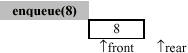 enqueue(8)
8
↑front ↑rear